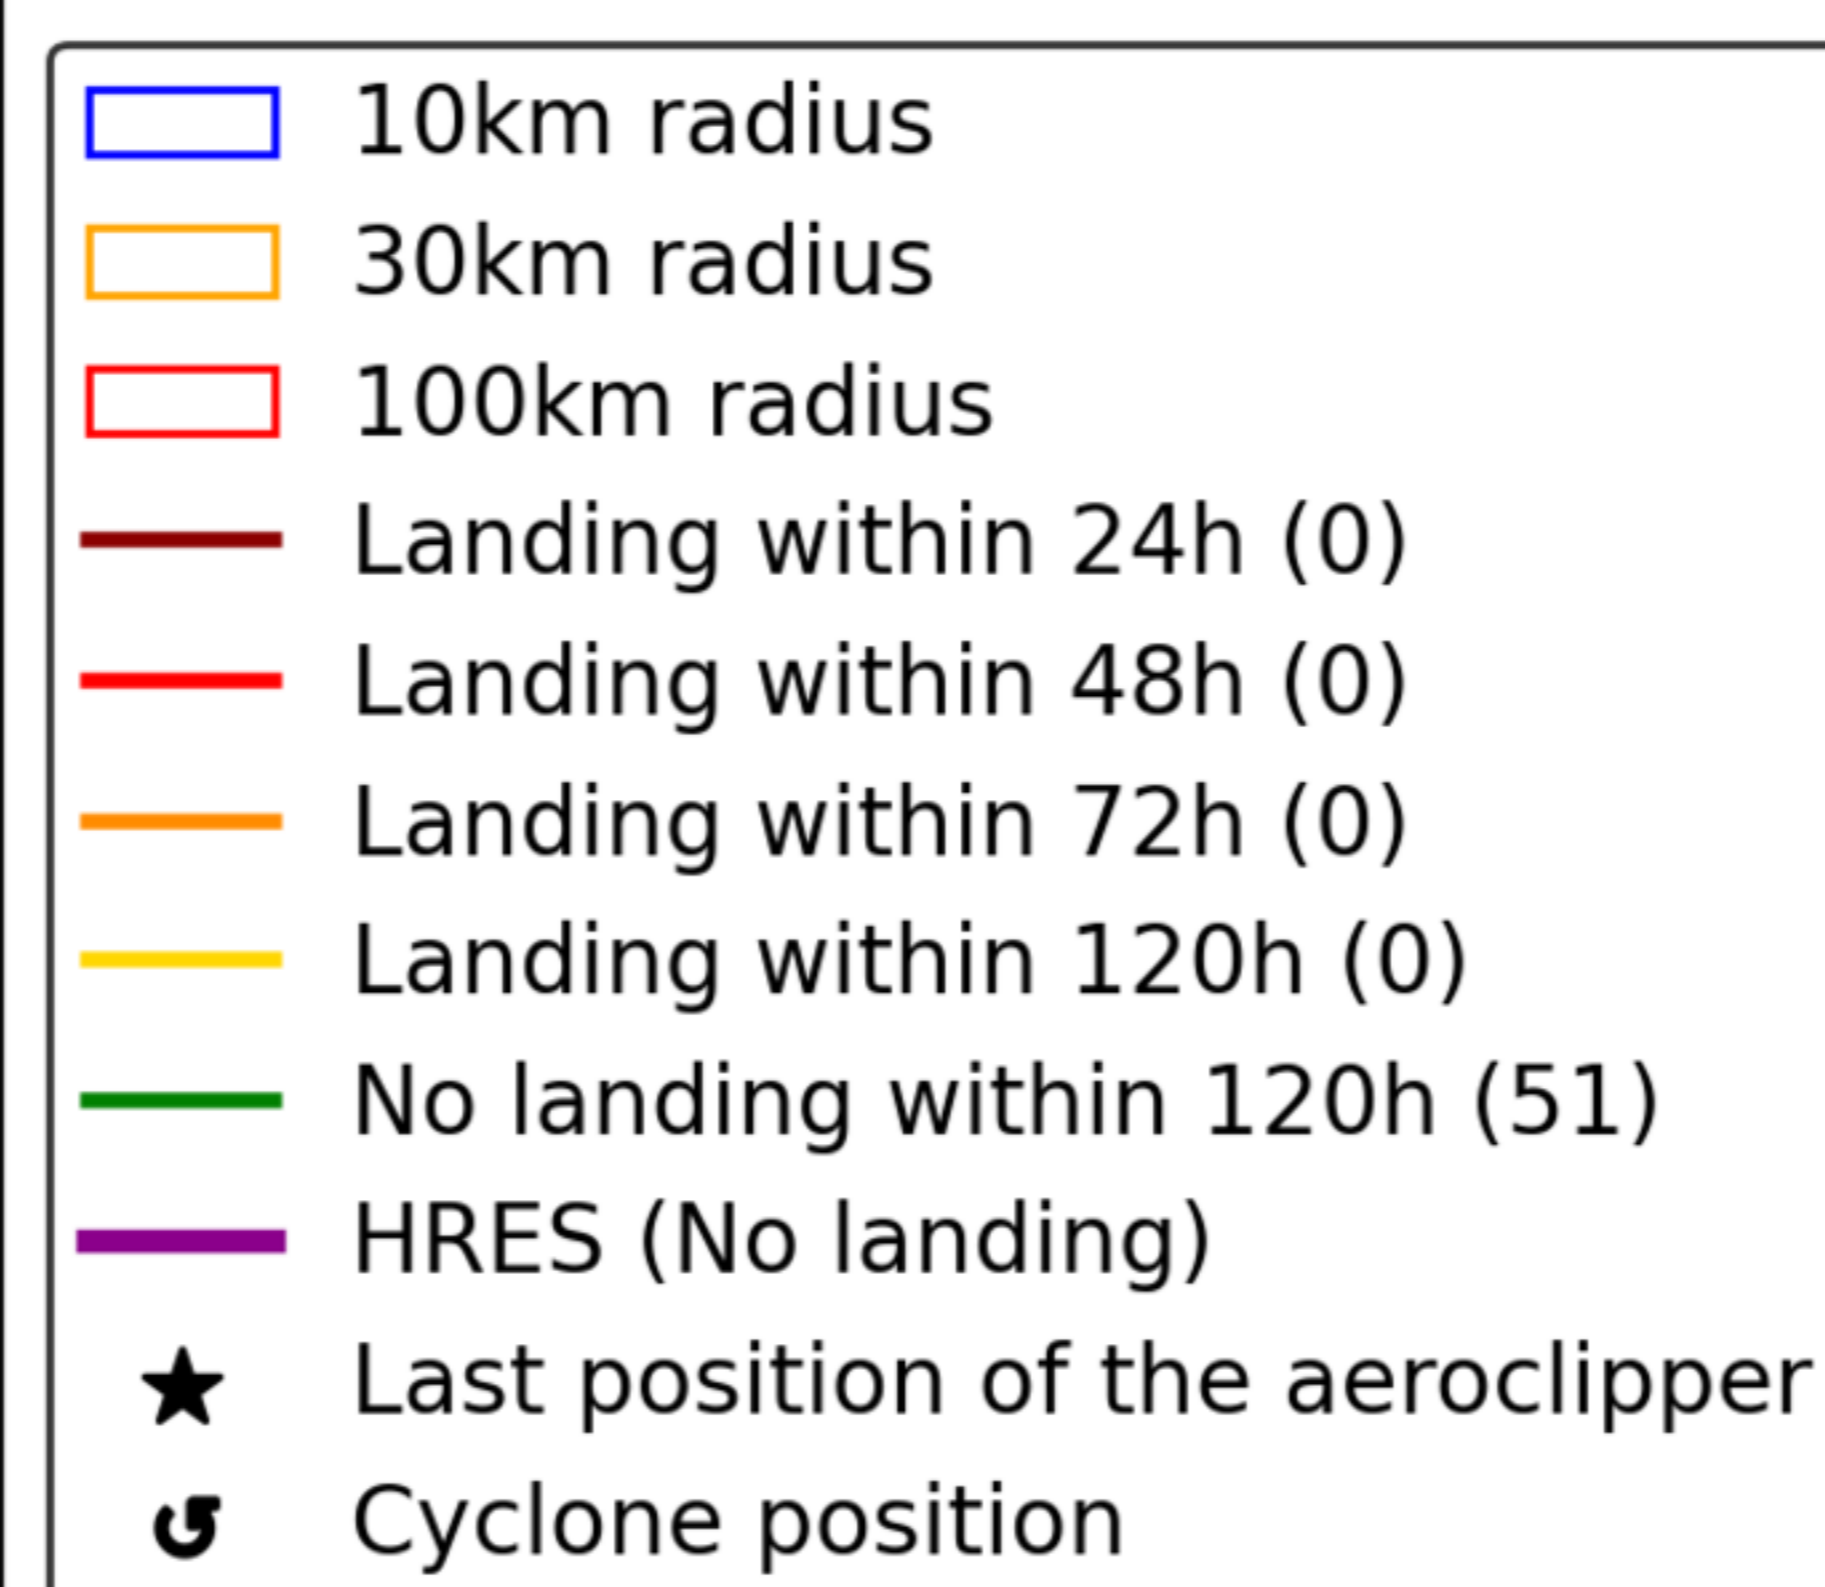 10km radius
30km radius
100km radius
Landing within 24h (0)
Landing within 48h (0)
Landing within 72h (0)
Landing within 120h (0)
No landing within 120h (51)
HRES (No landing)
Last position of the aeroclipper
Cyclone position